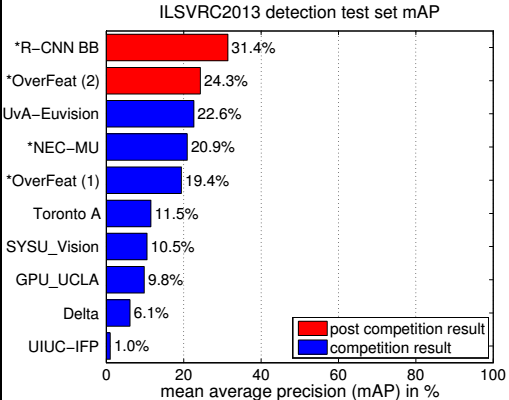 ILSVRC2013 detection test set mAP
*R−CNN BB 31.4%
*OverFeat (2) 24.3%
UvA−Euvision 22.6%
*NEC−MU 20.9%
*OverFeat (1) 19.4%
Toronto A 11.5%
SYSU_Vision 10.5%
GPU_UCLA 9.8%
Delta 6.1%
UIUC−IFP 1.0%
post competition result
competition result
0 20 40 60 80 100
mean average precision (mAP) in %